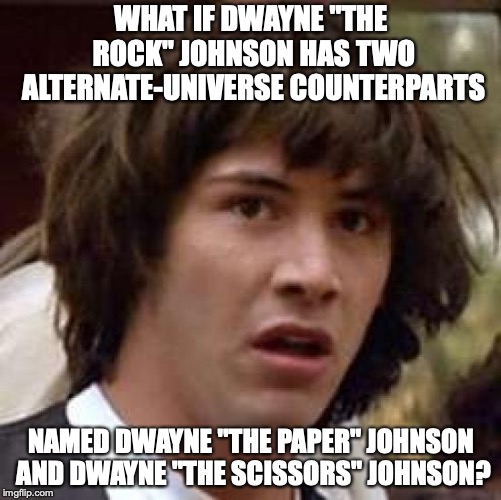 WHAT IF DWAYNE "THE
ROCK" JOHNSON HAS TWO
ALTERNATE-UNIVERSE COUNTERPARTS
NAMED DWAYNE "THE PAPER" JOHNSON
AND DWAYNE "THE SCISSORS" JOHNSON?
imgflip.com